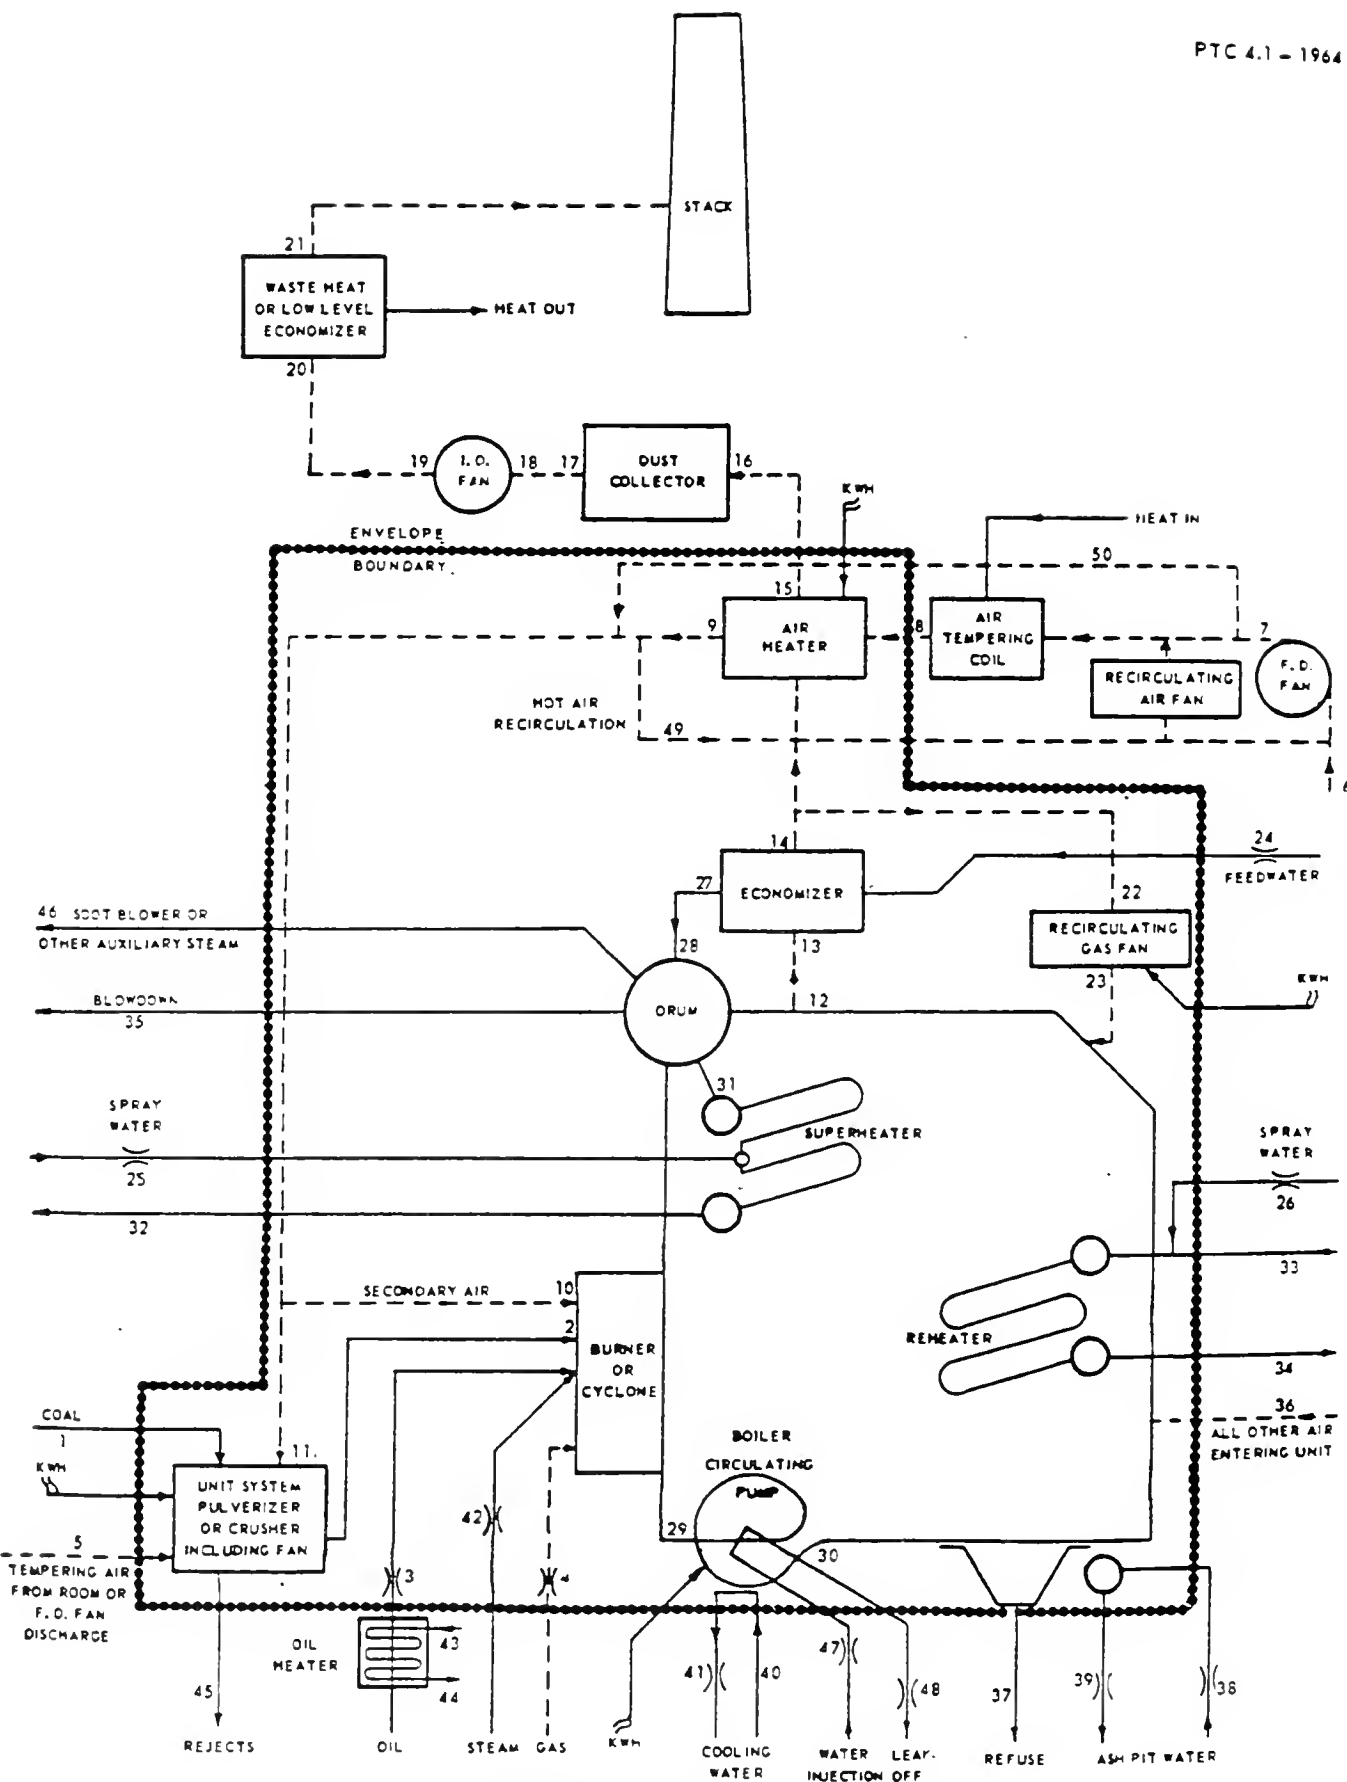 PTC 4.1 - 1964
STACK
21
WASTE HEAT
OR LOW LEVEL
ECONOMIZER
HEAT OUT
20
19
I.D.
FAN
18
17
DUST
COLLECTOR
16
KWH
HEAT IN
ENVELOPE
BOUNDARY
50
15
9
AIR
HEATER
8
AIR
TEMPERING
COIL
7
F.D.
FAN
RECIRCULATING
AIR FAN
HOT AIR
RECIRCULATION
49
6
14
24
FEEDWATER
27
ECONOMIZER
22
46 SOOT BLOWER OR
OTHER AUXILIARY STEAM
28
13
RECIRCULATING
GAS FAN
23
KWH
BLOWDOWN
35
DRUM
12
31
SPRAY
WATER
25
SUPERHEATER
SPRAY
WATER
26
32
33
SECONDARY AIR
10
2
BURNER
OR
CYCLONE
REHEATER
34
36
ALL OTHER AIR
ENTERING UNIT
COAL
1
11.
KWH
UNIT SYSTEM
PULVERIZER
OR CRUSHER
INCLUDING FAN
BOILER
CIRCULATING
PUMP
42
29
30
5
TEMPERING AIR
FROM ROOM OR
F.D. FAN
DISCHARGE
3
4
OIL
HEATER
43
44
45
41
40
47
48
37
39
38
REJECTS
OIL
STEAM
GAS
KWH
COOLING
WATER
WATER
INJECTION
LEAK-
OFF
REFUSE
ASH PIT WATER